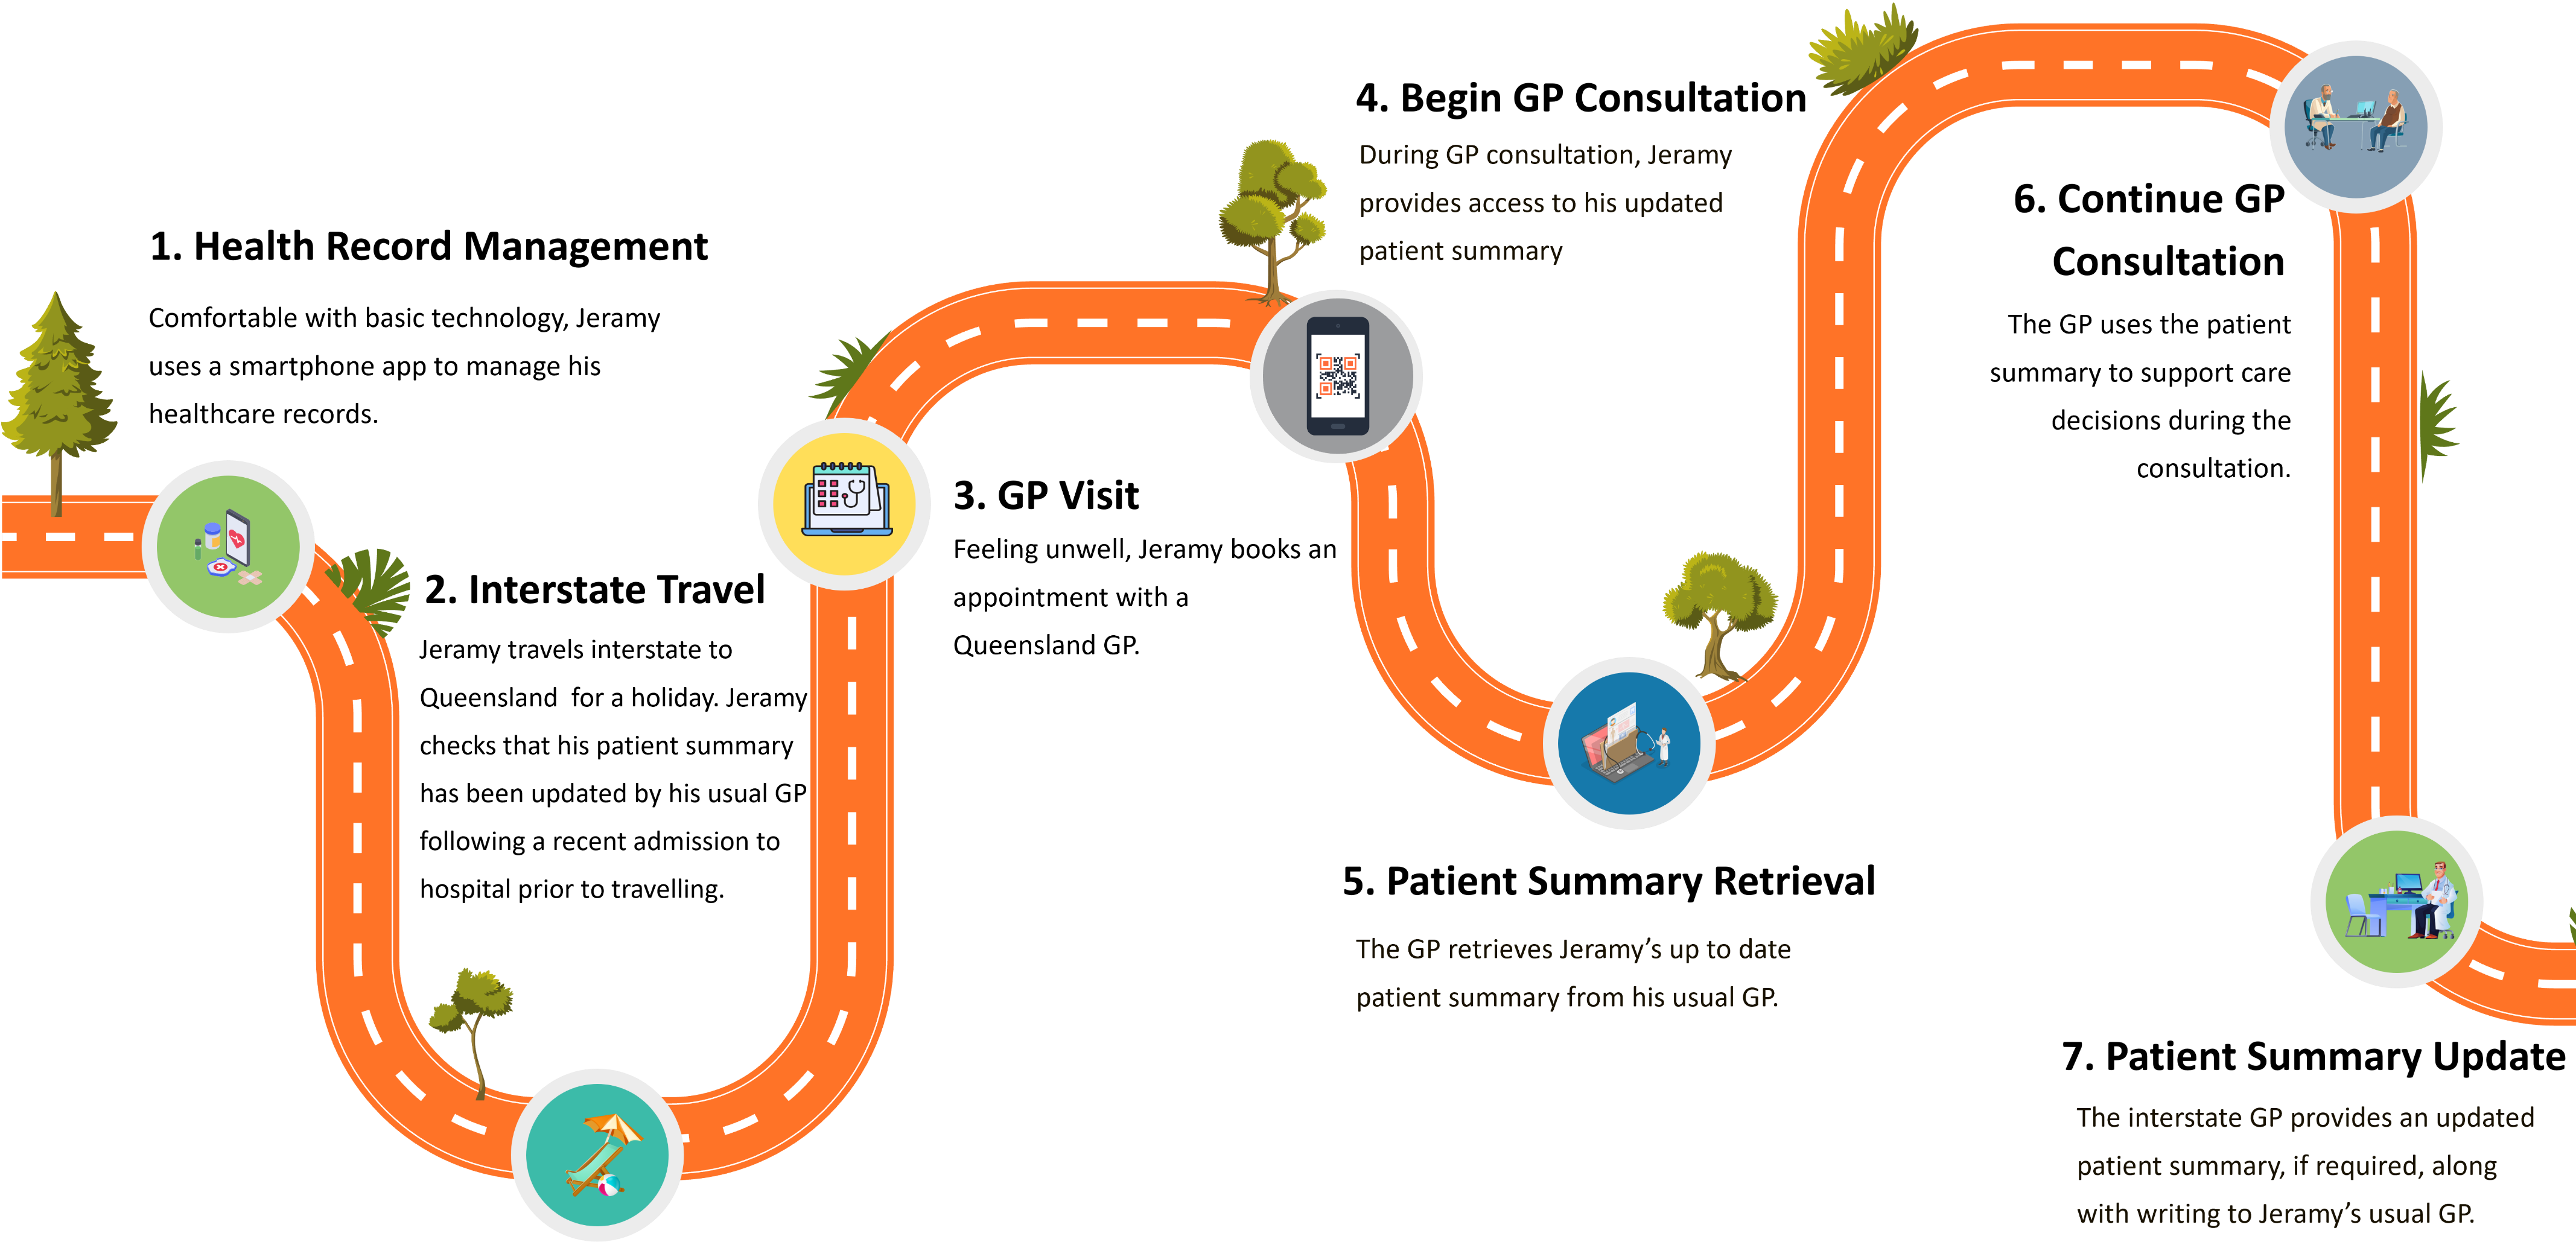 1. Health Record Management
Comfortable with basic technology, Jeramy
uses a smartphone app to manage his
healthcare records.
2. Interstate Travel
Jeramy travels interstate to
Queensland  for a holiday. Jeramy
checks that his patient summary
has been updated by his usual GP
following a recent admission to
hospital prior to travelling.
3. GP Visit
Feeling unwell, Jeramy books an
appointment with a
Queensland GP.
4. Begin GP Consultation
During GP consultation, Jeramy
provides access to his updated
patient summary
5. Patient Summary Retrieval
The GP retrieves Jeramy’s up to date
patient summary from his usual GP.
6. Continue GP
Consultation
The GP uses the patient
summary to support care
decisions during the
consultation.
7. Patient Summary Update
The interstate GP provides an updated
patient summary, if required, along
with writing to Jeramy’s usual GP.